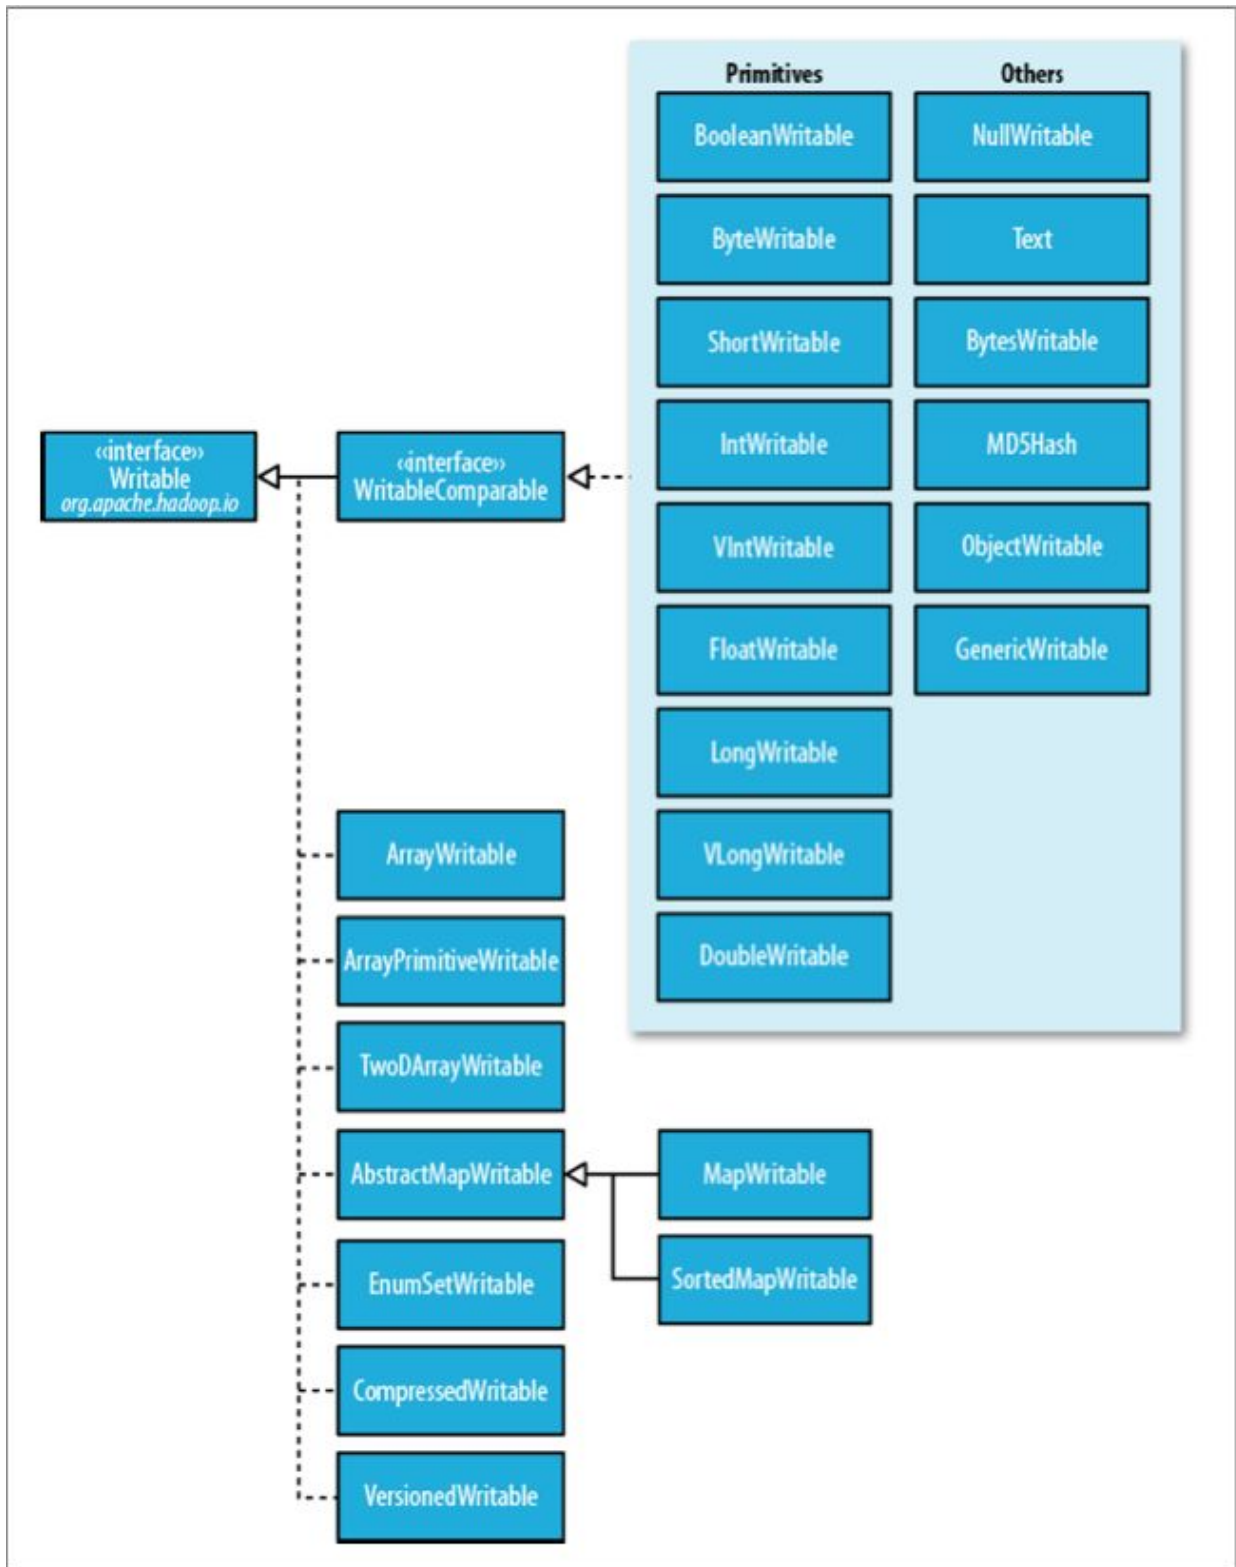 Primitives
Others
BooleanWritable
NullWritable
ByteWritable
Text
ShortWritable
BytesWritable
«interface»
Writable
org.apache.hadoop.io
«interface»
WritableComparable
IntWritable
MD5Hash
VIntWritable
ObjectWritable
FloatWritable
GenericWritable
LongWritable
ArrayWritable
VLongWritable
ArrayPrimitiveWritable
DoubleWritable
TwoDArrayWritable
AbstractMapWritable
MapWritable
EnumSetWritable
SortedMapWritable
CompressedWritable
VersionedWritable